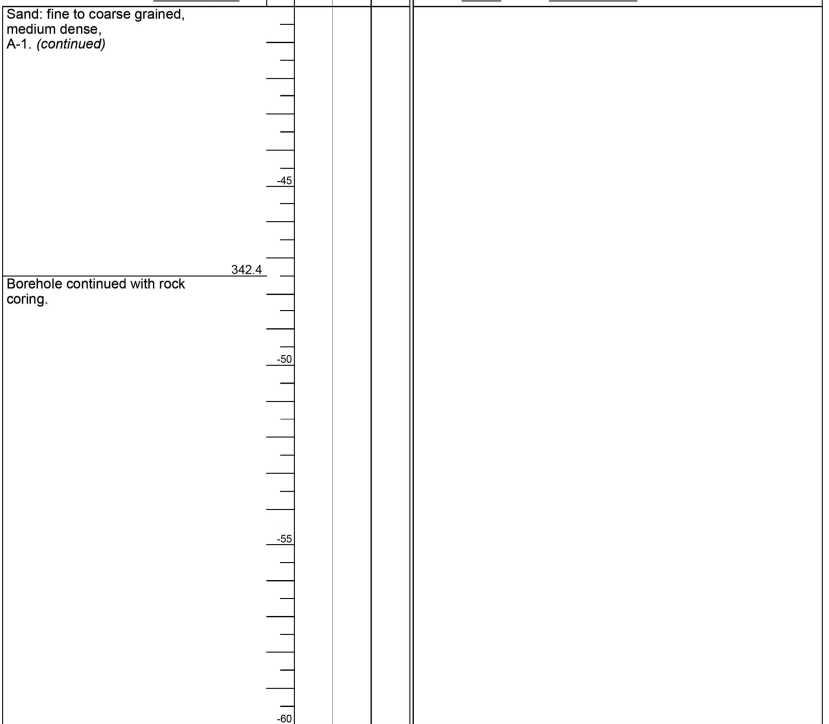 Sand: fine to coarse grained,
medium dense,
A-1. (continued)
-45
342.4
Borehole continued with rock
coring.
-50
-55
-60